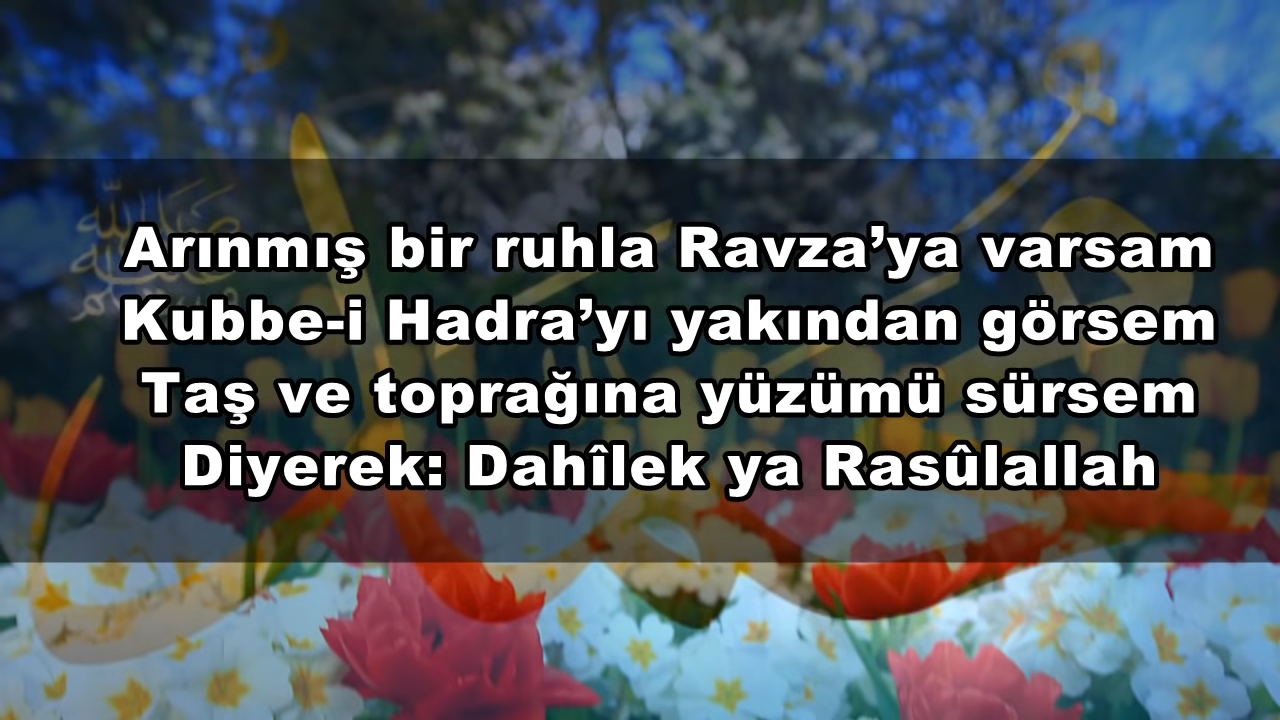 Arınmış bir ruhla Ravza’ya varsam
Kubbe-i Hadra’yı yakından görsem
Taş ve toprağına yüzümü sürsem
Diyerek: Dahîlek ya Rasûlallah